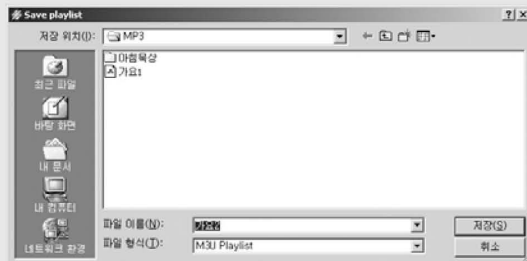 Save playlist
저장 위치(I): MP3
아침묵상
가요1
최근 파일
바탕 화면
내 문서
내 컴퓨터
네트워크 환경
파일 이름(N): 가요2
파일 형식(T): M3U Playlist
저장(S)
취소